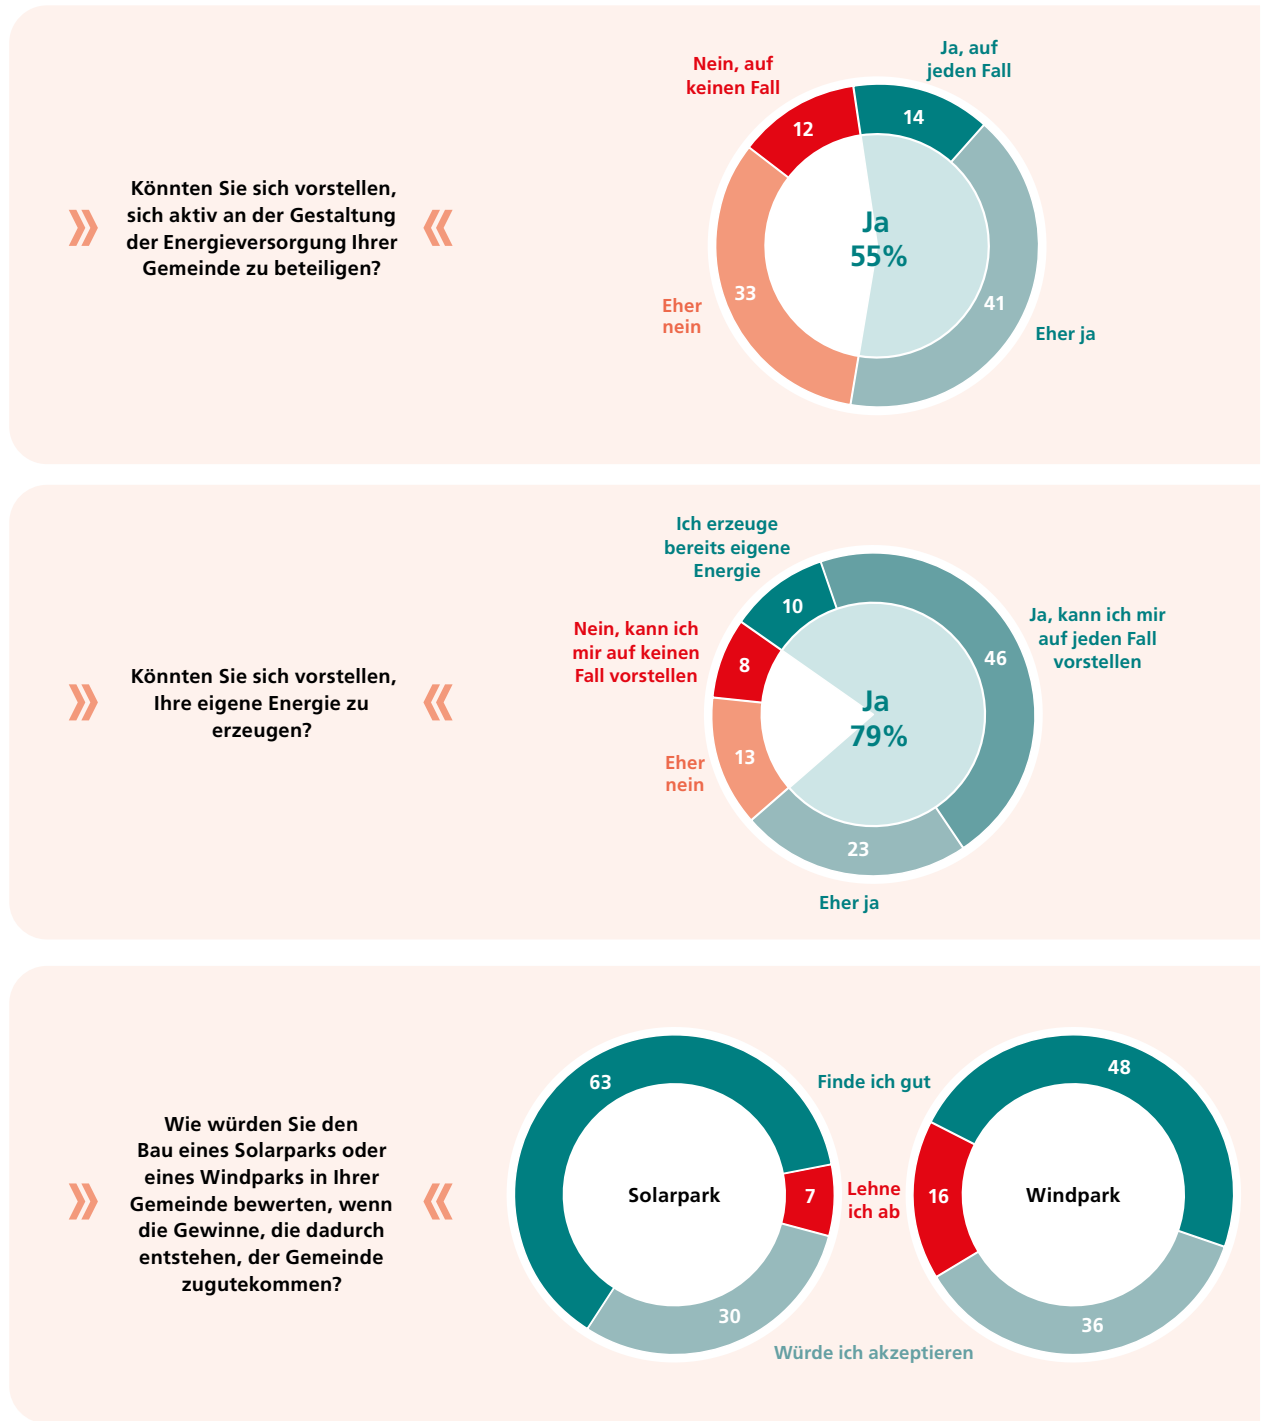 Könnten Sie sich vorstellen,
sich aktiv an der Gestaltung
der Energieversorgung Ihrer
Gemeinde zu beteiligen?
Nein, auf
keinen Fall
Ja, auf
jeden Fall
12
14
Ja
55%
33
41
Eher
nein
Eher ja
Könnten Sie sich vorstellen,
Ihre eigene Energie zu
erzeugen?
Ich erzeuge
bereits eigene
Energie
Nein, kann ich
mir auf keinen
Fall vorstellen
Ja, kann ich mir
auf jeden Fall
vorstellen
10
8
46
Ja
79%
13
Eher
nein
23
Eher ja
Wie würden Sie den
Bau eines Solarparks oder
eines Windparks in Ihrer
Gemeinde bewerten, wenn
die Gewinne, die dadurch
entstehen, der Gemeinde
zugutekommen?
63
Finde ich gut
48
Solarpark
7
Lehne
ich ab
16
Windpark
30
36
Würde ich akzeptieren